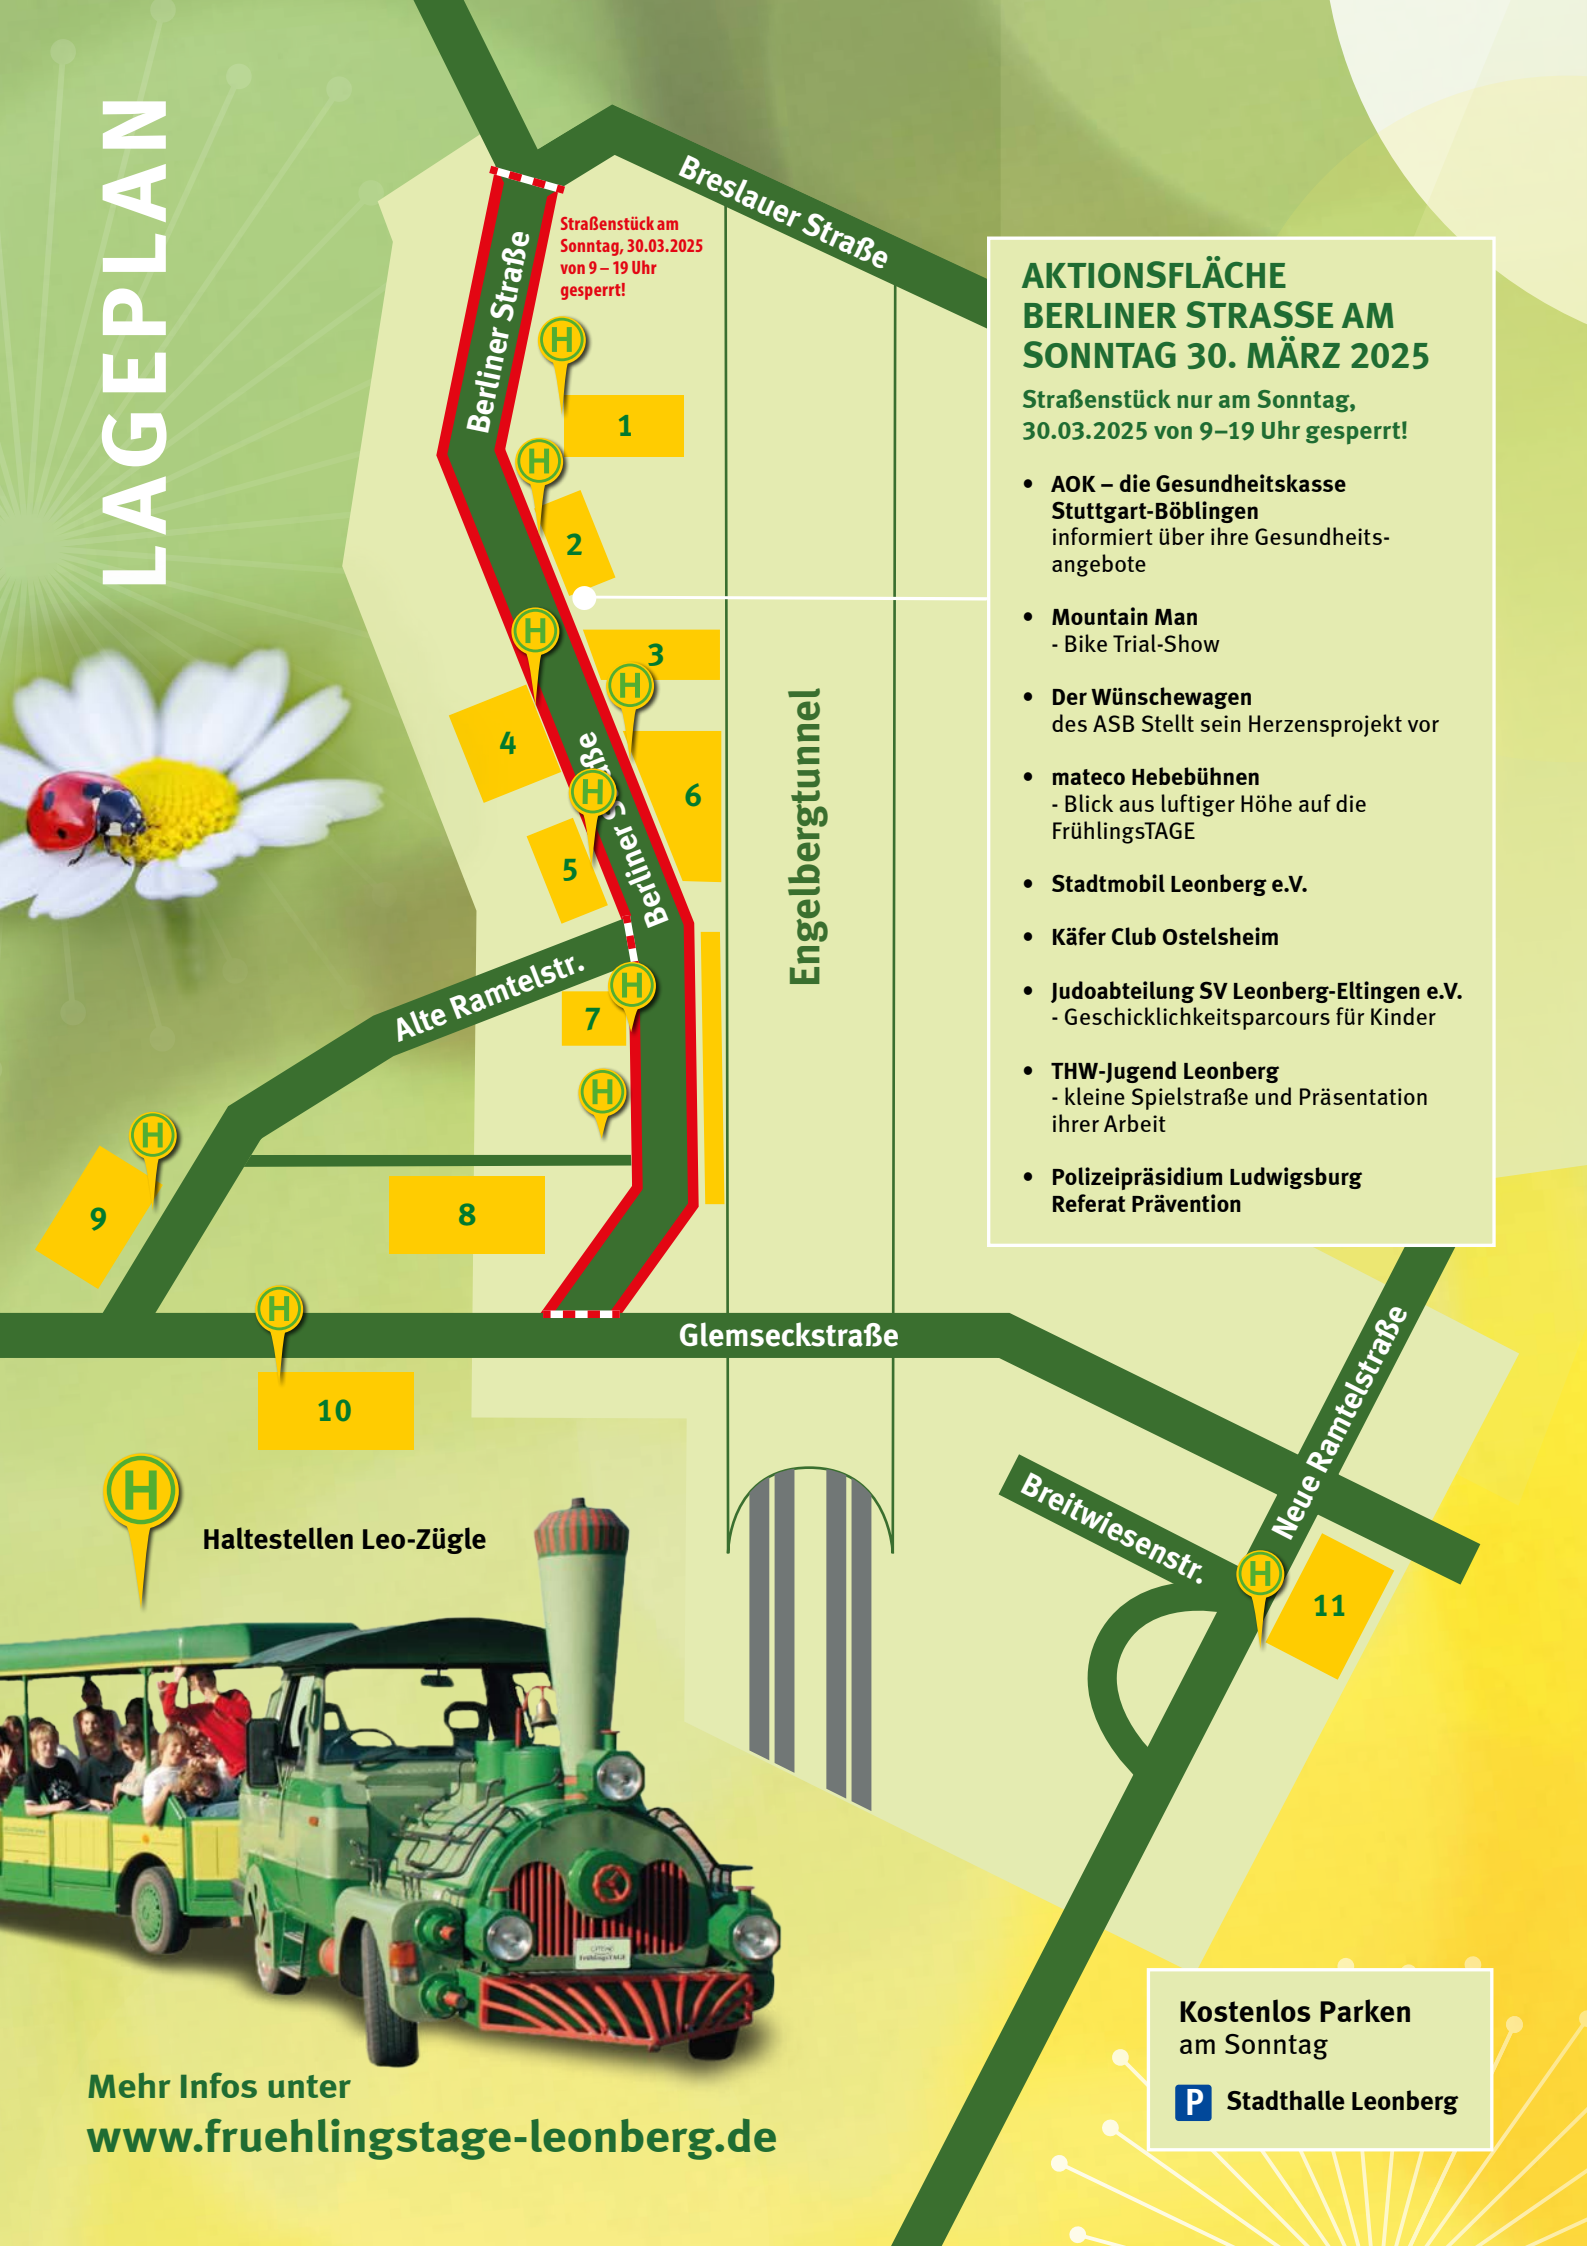 LAGEPLAN
Breslauer Straße
Straßenstück am
Sonntag, 30.03.2025
von 9 – 19 Uhr
gesperrt!
Berliner Straße
H
1
H
2
H
3
H
4
Berliner S ße
H
6
5
Engelbergtunnel
Alte Ramtelstr.
H
7
H
H
9
8
H
Glemseckstraße
10
AKTIONSFLÄCHE
BERLINER STRASSE AM
SONNTAG 30. MÄRZ 2025
Straßenstück nur am Sonntag,
30.03.2025 von 9–19 Uhr gesperrt!
• AOK – die Gesundheitskasse
Stuttgart-Böblingen
informiert über ihre Gesundheits-
angebote
• Mountain Man
- Bike Trial-Show
• Der Wünschewagen
des ASB Stellt sein Herzensprojekt vor
• mateco Hebebühnen
- Blick aus luftiger Höhe auf die
FrühlingsTAGE
• Stadtmobil Leonberg e.V.
• Käfer Club Ostelsheim
• Judoabteilung SV Leonberg-Eltingen e.V.
- Geschicklichkeitsparcours für Kinder
• THW-Jugend Leonberg
- kleine Spielstraße und Präsentation
ihrer Arbeit
• Polizeipräsidium Ludwigsburg
Referat Prävention
Neue Ramtelstraße
Breitwiesenstr.
H
11
H
Haltestellen Leo-Zügle
FrühlingsTAGE
Mehr Infos unter
www.fruehlingstage-leonberg.de
Kostenlos Parken
am Sonntag
P Stadthalle Leonberg